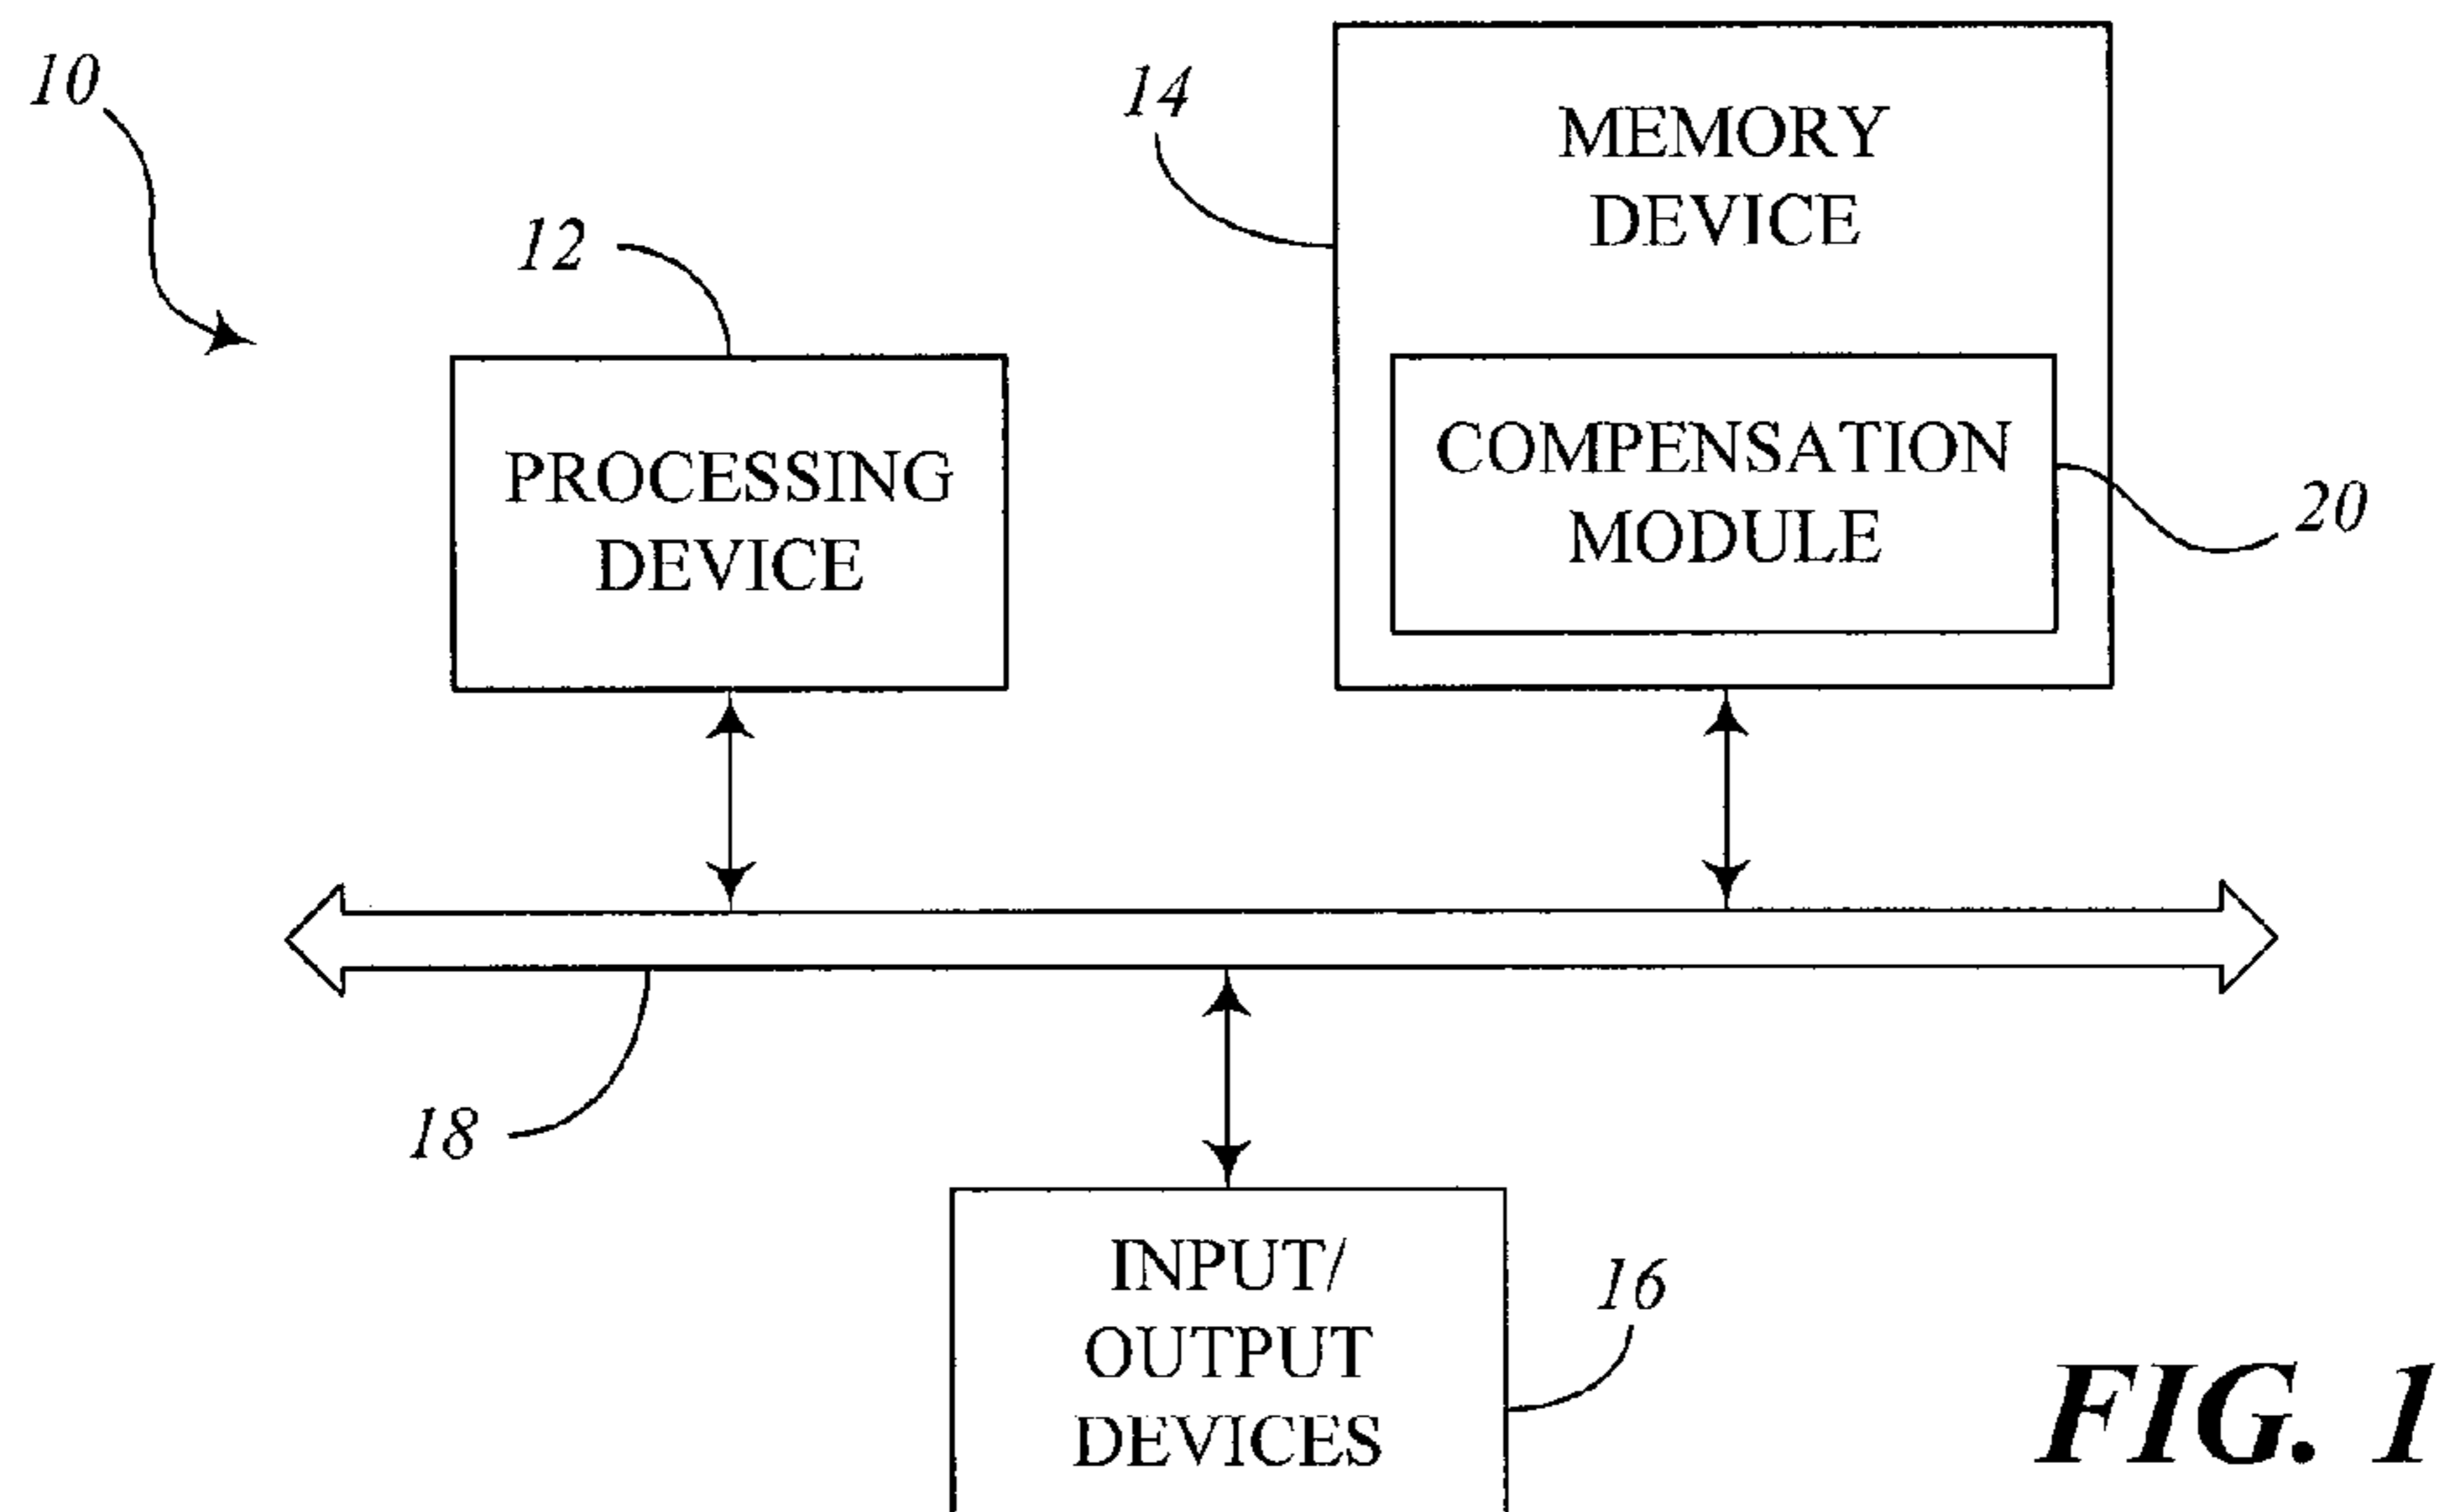 10
14
MEMORY
DEVICE
12
PROCESSING
DEVICE
COMPENSATION
MODULE
20
18
INPUT/
OUTPUT
DEVICES
16
FIG. 1